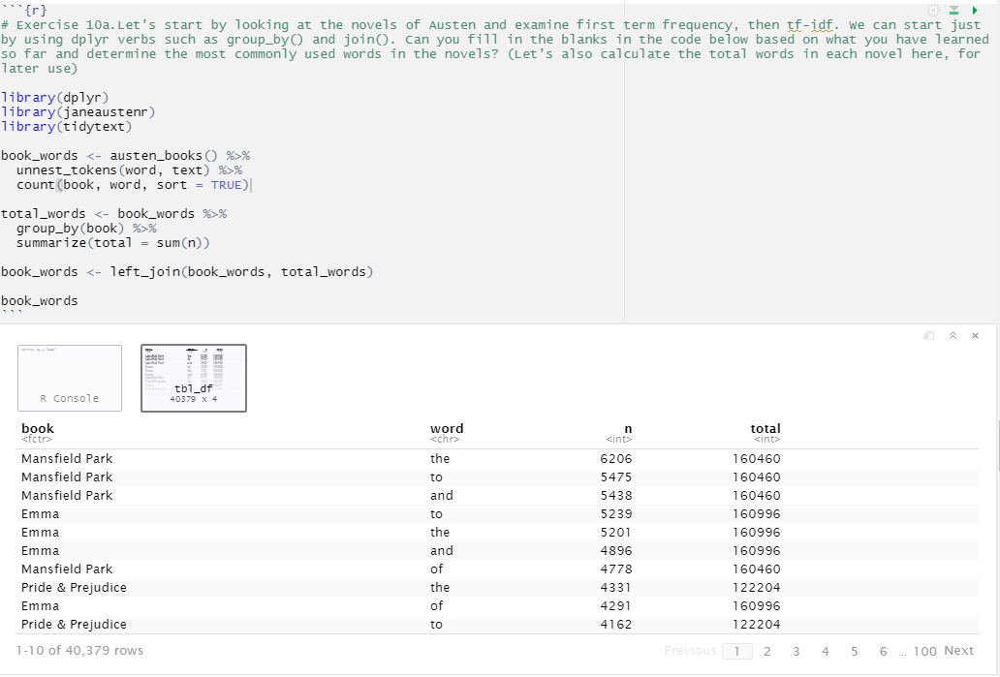 ```{r}
# Exercise 10a.Let's start by looking at the novels of Austen and examine first term frequency, then tf-idf. We can start just
by using dplyr verbs such as group_by() and join(). Can you fill in the blanks in the code below based on what you have learned
so far and determine the most commonly used words in the novels? (Let's also calculate the total words in each novel here, for
later use)
library(dplyr)
library(janeaustenr)
library(tidytext)
book_words <- austen_books() %>%
unnest_tokens(word, text) %>%
count(book, word, sort = TRUE)
total_words <- book_words %>%
group_by(book) %>%
summarize(total = sum(n))
book_words <- left_join(book_words, total_words)
book_words
```
R Console
tbl_df
40379 x 4
book word n total
<fctr> <chr> <int> <int>
Mansfield Park the 6206 160460
Mansfield Park to 5475 160460
Mansfield Park and 5438 160460
Emma to 5239 160996
Emma the 5201 160996
Emma and 4896 160996
Mansfield Park of 4778 160460
Pride & Prejudice the 4331 122204
Emma of 4291 160996
Pride & Prejudice to 4162 122204
1-10 of 40,379 rows Previous 1 2 3 4 5 6 ... 100 Next